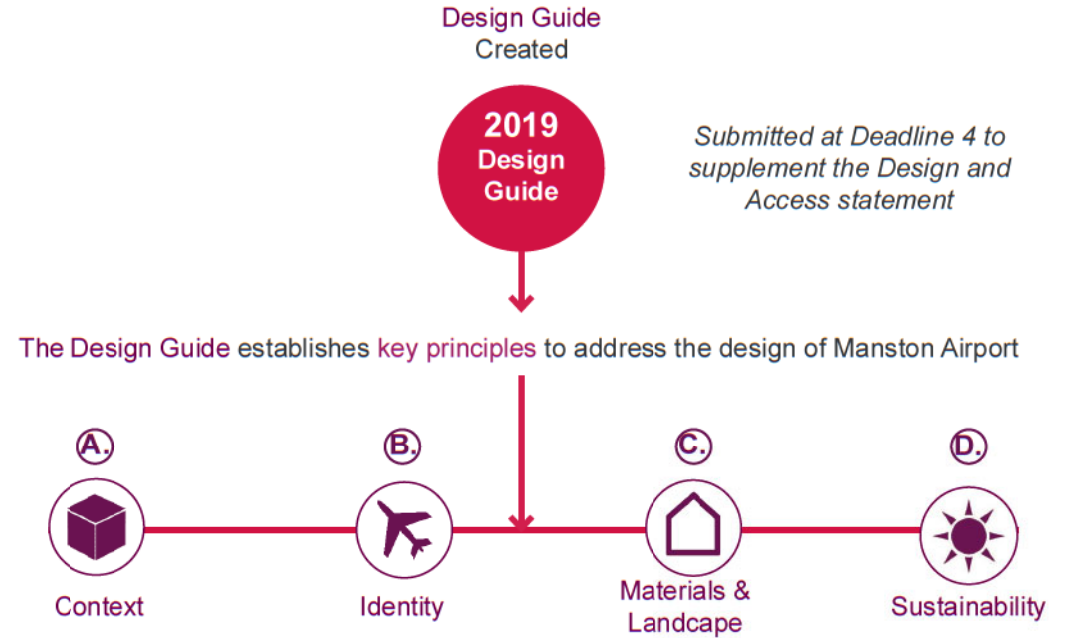 Design Guide
Created
2019
Design
Guide
Submitted at Deadline 4 to
supplement the Design and
Access statement
The Design Guide establishes key principles to address the design of Manston Airport
A.
B.
C.
D.
Context
Identity
Materials &
Landcape
Sustainability